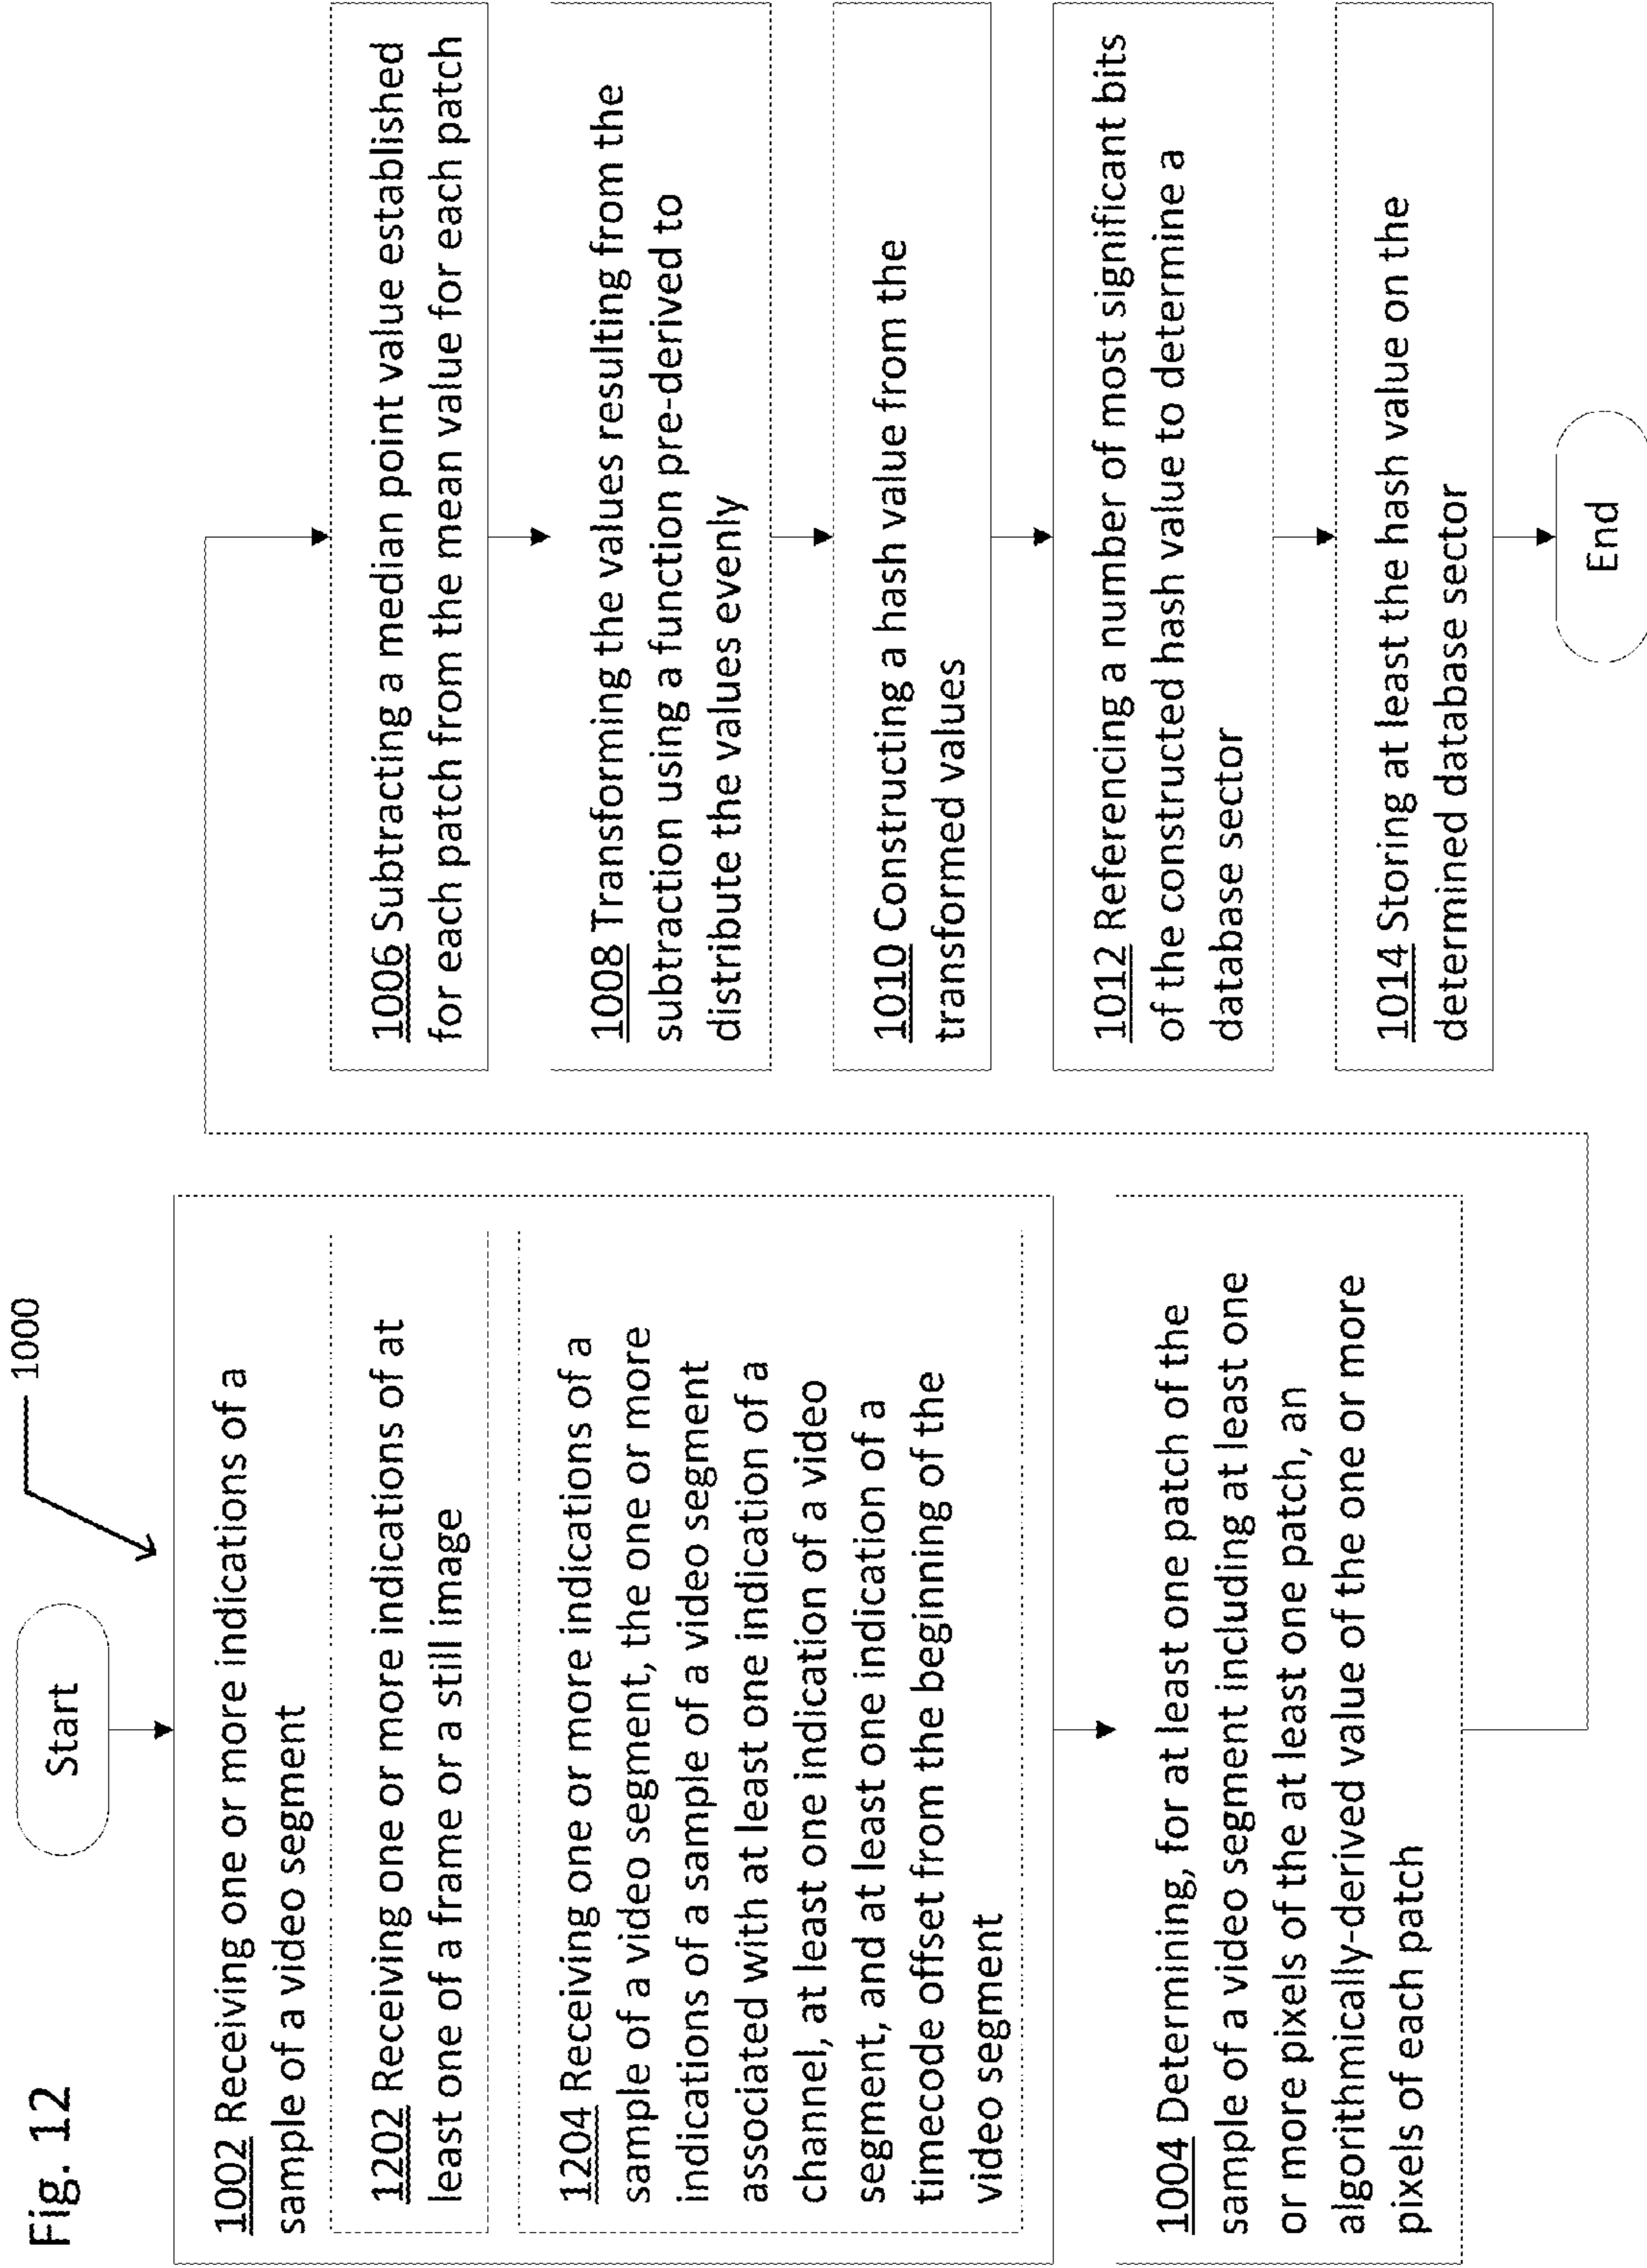 Fig. 12
1000
Start
1002 Receiving one or more indications of a
sample of a video segment
1202 Receiving one or more indications of at
least one of a frame or a still image
1204 Receiving one or more indications of a
sample of a video segment, the one or more
indications of a sample of a video segment
associated with at least one indication of a
channel, at least one indication of a video
segment, and at least one indication of a
timecode offset from the beginning of the
video segment
1004 Determining, for at least one patch of the
sample of a video segment including at least one
or more pixels of the at least one patch, an
algorithmically-derived value of the one or more
pixels of each patch
1006 Subtracting a median point value established
for each patch from the mean value for each patch
1008 Transforming the values resulting from the
subtraction using a function pre-derived to
distribute the values evenly
1010 Constructing a hash value from the
transformed values
1012 Referencing a number of most significant bits
of the constructed hash value to determine a
database sector
1014 Storing at least the hash value on the
determined database sector
End